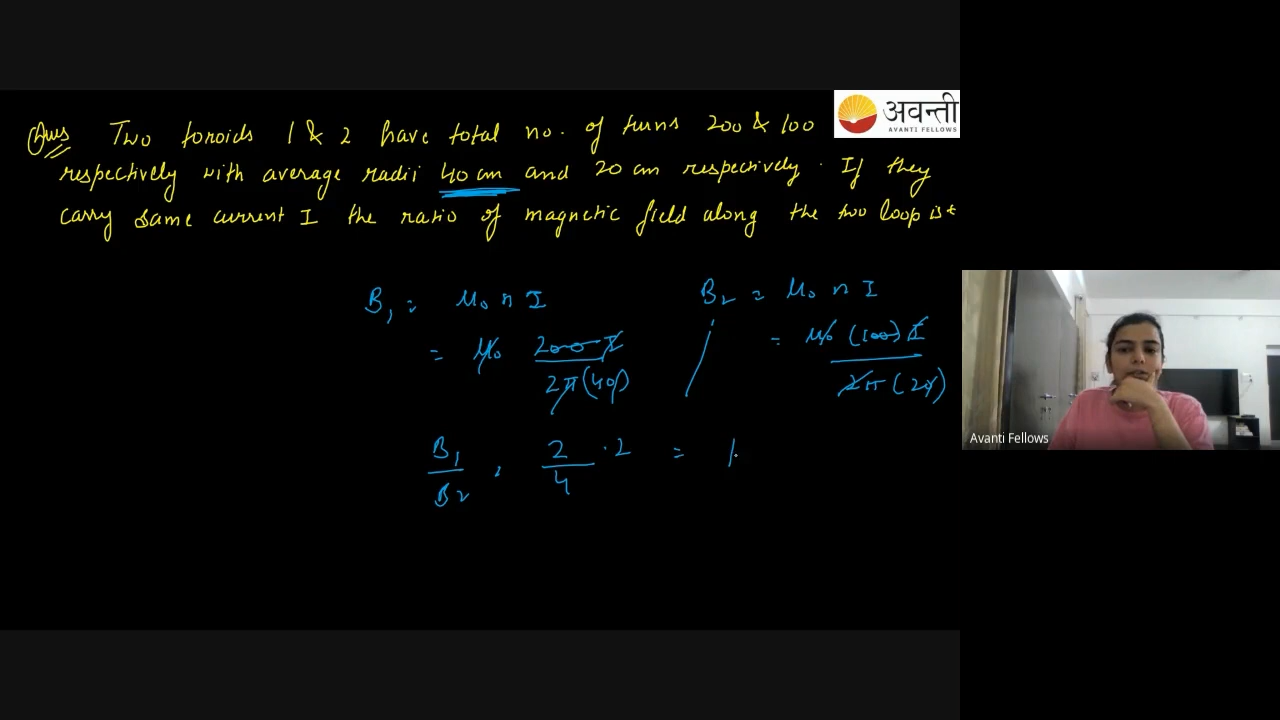 Ques Two toroids 1 & 2 have total no. of turns 200 & 100
respectively with average radii 40 cm and 20 cm respectively. If they
carry same current I the ratio of magnetic field along the two loop is
अवन्ती
AVANTI FELLOWS
B₁ = μ₀ n I
= μ₀ 200 I / 2π(40)
B₂ = μ₀ n I
= μ₀ (100) I / 2π(20)
B₁/B₂ , 2/4 · 2 = 1
Avanti Fellows